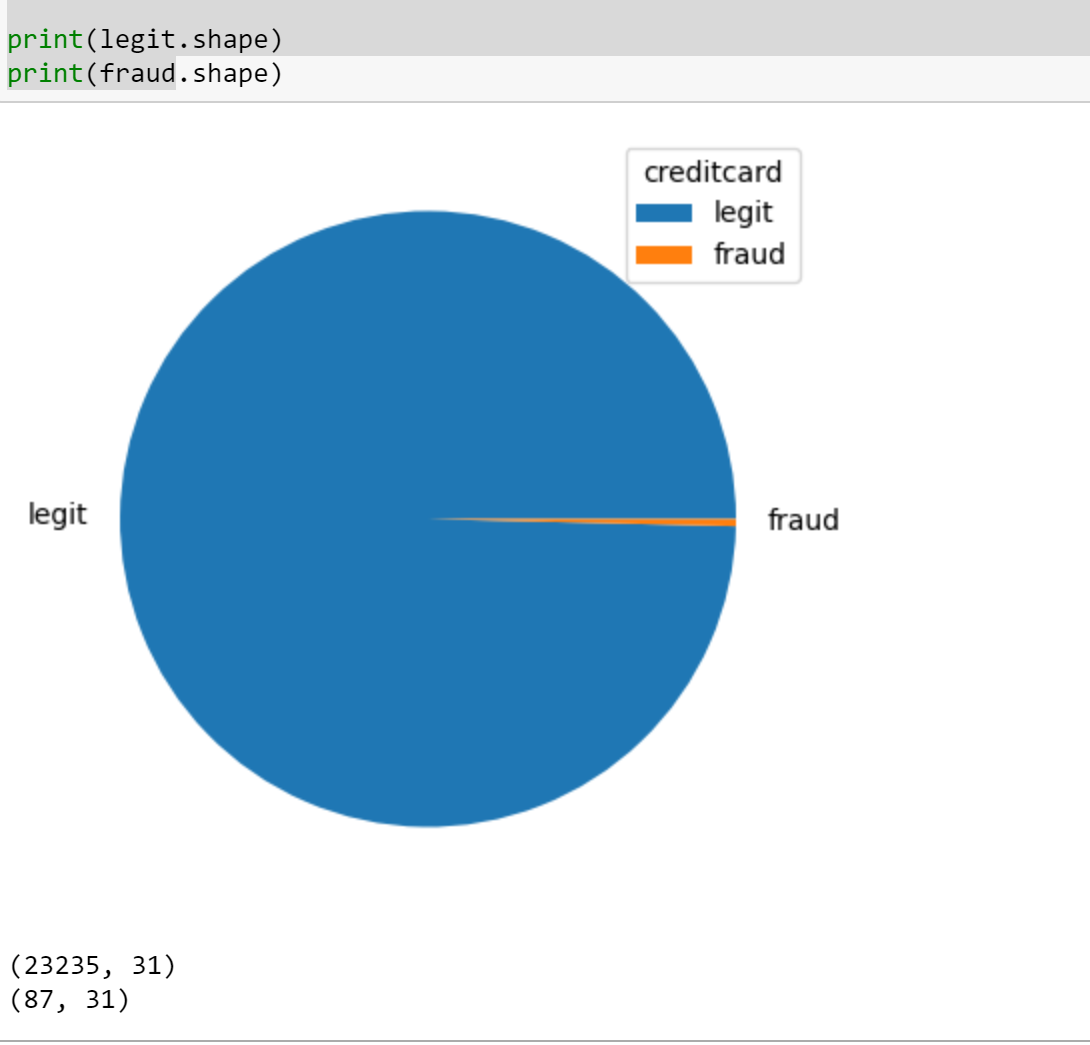 print(legit.shape)
print(fraud.shape)
creditcard
legit
fraud
legit
fraud
(23235, 31)
(87, 31)